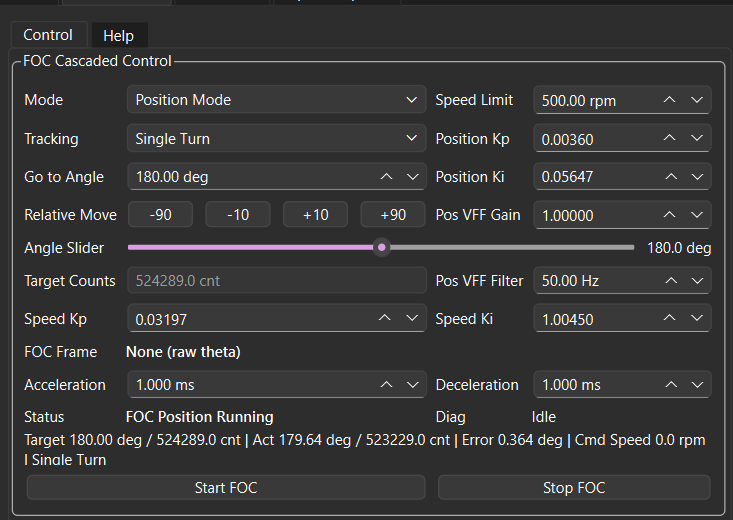 Control Help
FOC Cascaded Control
Mode Position Mode Speed Limit 500.00 rpm
Tracking Single Turn Position Kp 0.00360
Go to Angle 180.00 deg Position Ki 0.05647
Relative Move -90 -10 +10 +90 Pos VFF Gain 1.00000
Angle Slider 180.0 deg
Target Counts 524289.0 cnt Pos VFF Filter 50.00 Hz
Speed Kp 0.03197 Speed Ki 1.00450
FOC Frame None (raw theta)
Acceleration 1.000 ms Deceleration 1.000 ms
Status FOC Position Running Diag Idle
Target 180.00 deg / 524289.0 cnt | Act 179.64 deg / 523229.0 cnt | Error 0.364 deg | Cmd Speed 0.0 rpm
| Single Turn
Start FOC Stop FOC